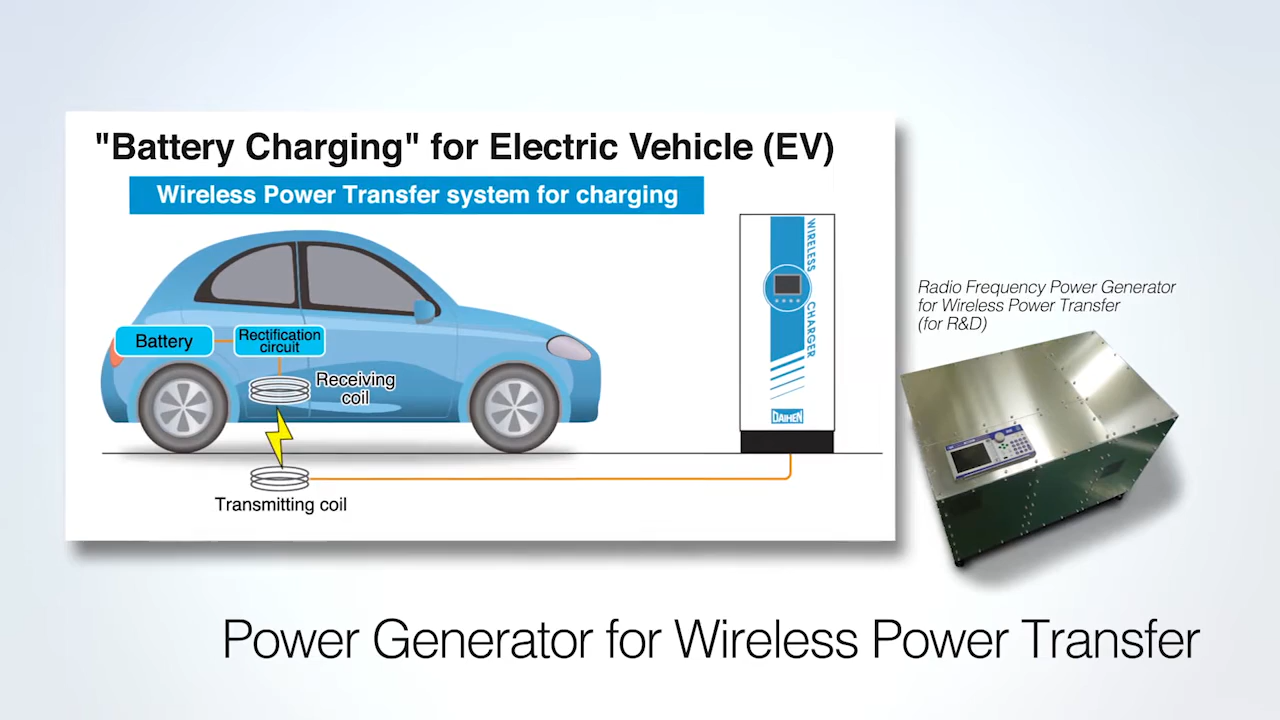 "Battery Charging" for Electric Vehicle (EV)
Wireless Power Transfer system for charging
WIRELESS CHARGER
Radio Frequency Power Generator
for Wireless Power Transfer
(for R&D)
Battery
Rectification
circuit
Receiving
coil
DAIHEN
Transmitting coil
Power Generator for Wireless Power Transfer